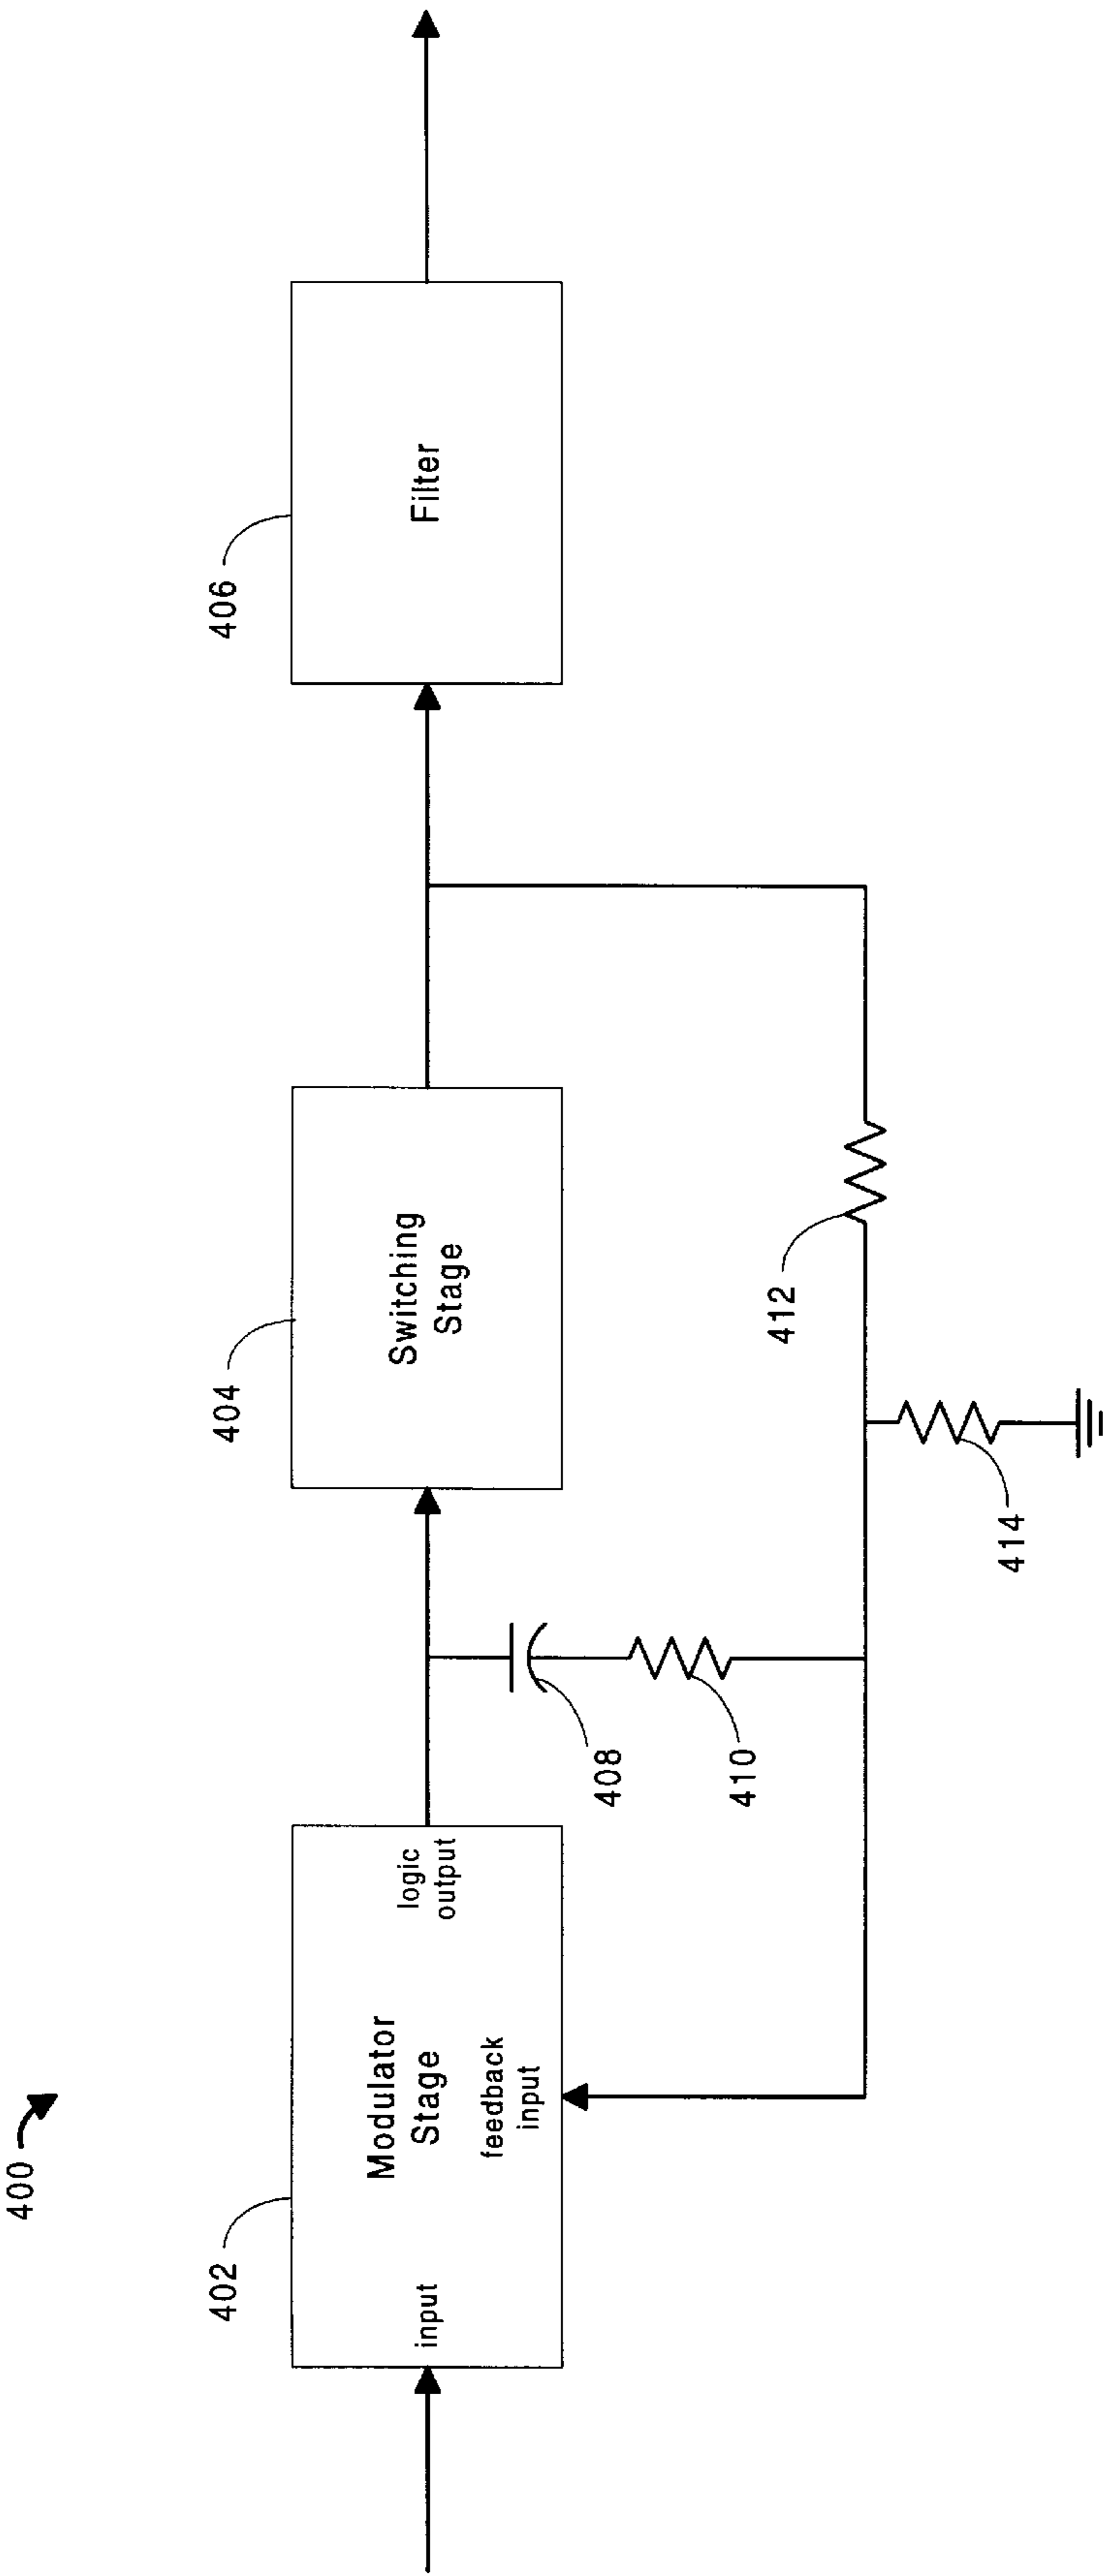 400
402
404
406
input
Modulator
Stage
feedback
input
logic
output
Switching
Stage
Filter
408
410
412
414